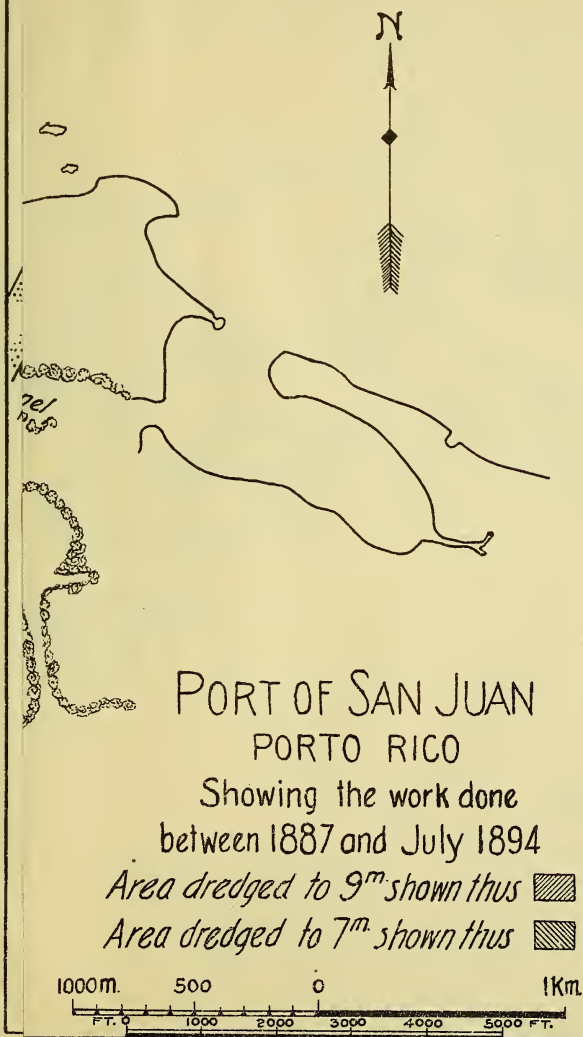 N
nel
PORT OF SAN JUAN
PORTO RICO
Showing the work done
between 1887 and July 1894
Area dredged to 9m. shown thus
Area dredged to 7m. shown thus
1000m. 500 0 1Km.
FT. 0 1000 2000 3000 4000 5000 FT.